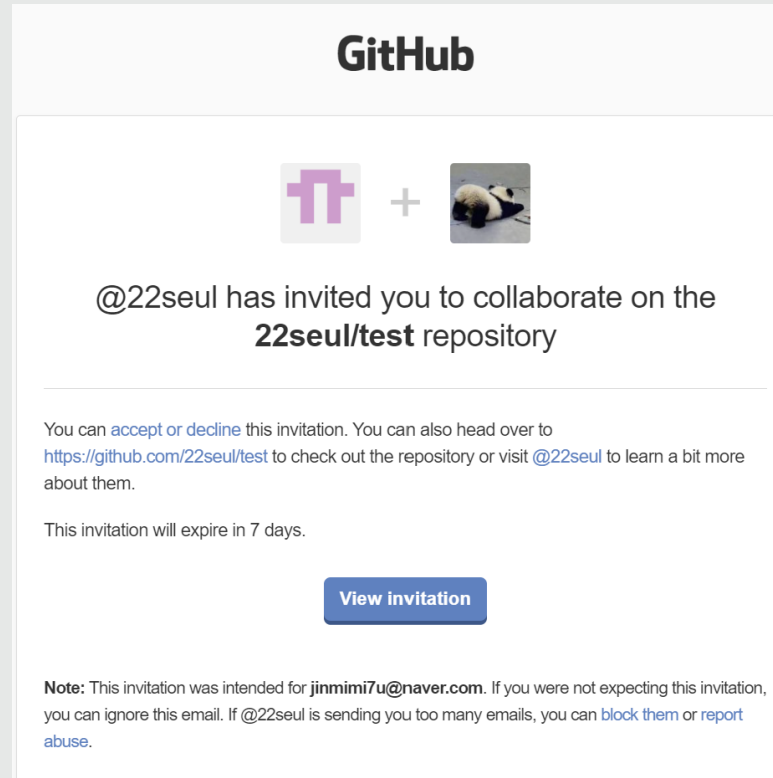 GitHub
@22seul has invited you to collaborate on the
22seul/test repository
You can accept or decline this invitation. You can also head over to
https://github.com/22seul/test to check out the repository or visit @22seul to learn a bit more
about them.
This invitation will expire in 7 days.
View invitation
Note: This invitation was intended for jinmimi7u@naver.com. If you were not expecting this invitation,
you can ignore this email. If @22seul is sending you too many emails, you can block them or report
abuse.